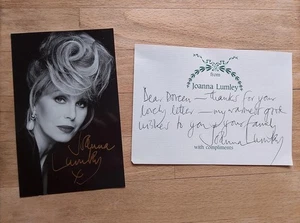 Joanna
Lumley
x
from
Joanna Lumley
Dear Doreen — thanks for your
lovely letter — my warmest good
wishes to you & your family,
Joanna Lumley
with compliments